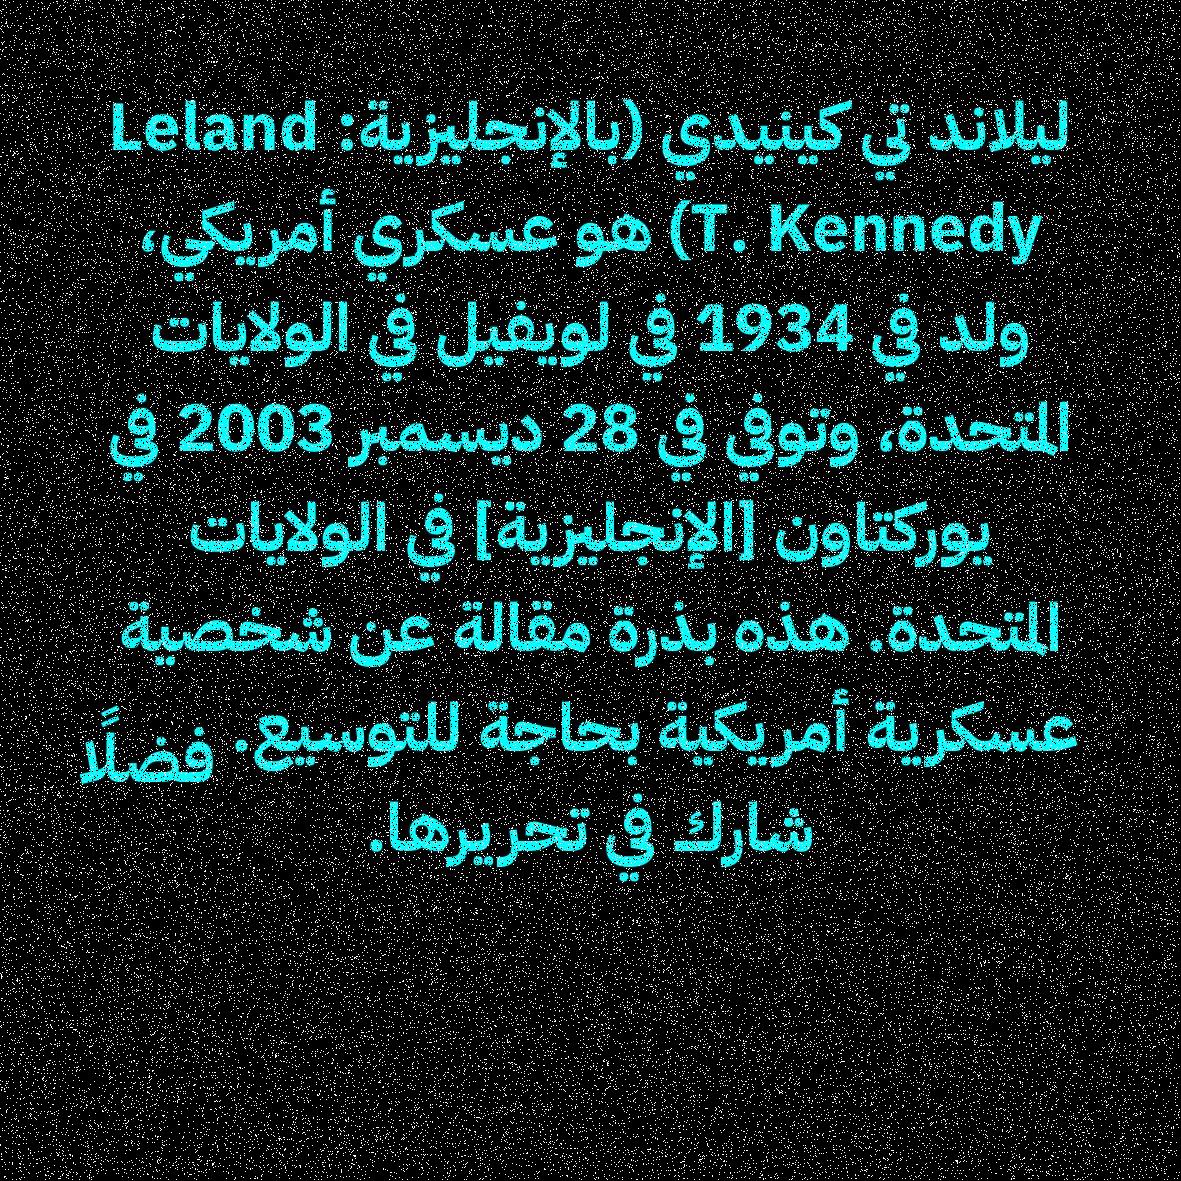 ليلاند تي كينيدي (بالإنجليزية: Leland
T. Kennedy) هو عسكري أمريكي،
ولد في 1934 في لويفيل في الولايات
المتحدة، وتوفي في 28 ديسمبر 2003 في
يوركتاون [الإنجليزية] في الولايات
المتحدة. هذه بذرة مقالة عن شخصية
عسكرية أمريكية بحاجة للتوسيع. فضلًا
شارك في تحريرها.